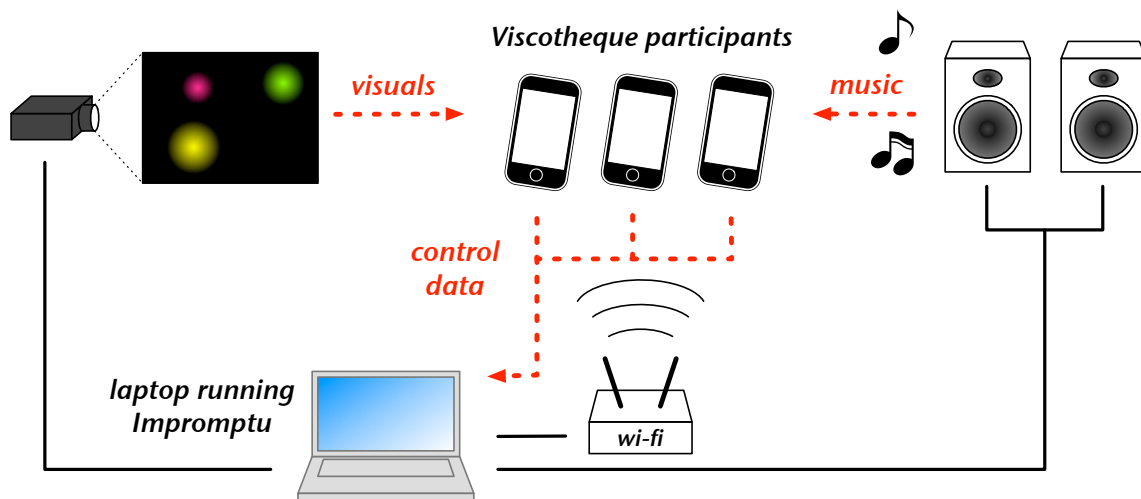 Viscotheque participants
visuals
music
control
data
laptop running
Impromptu
wi-fi